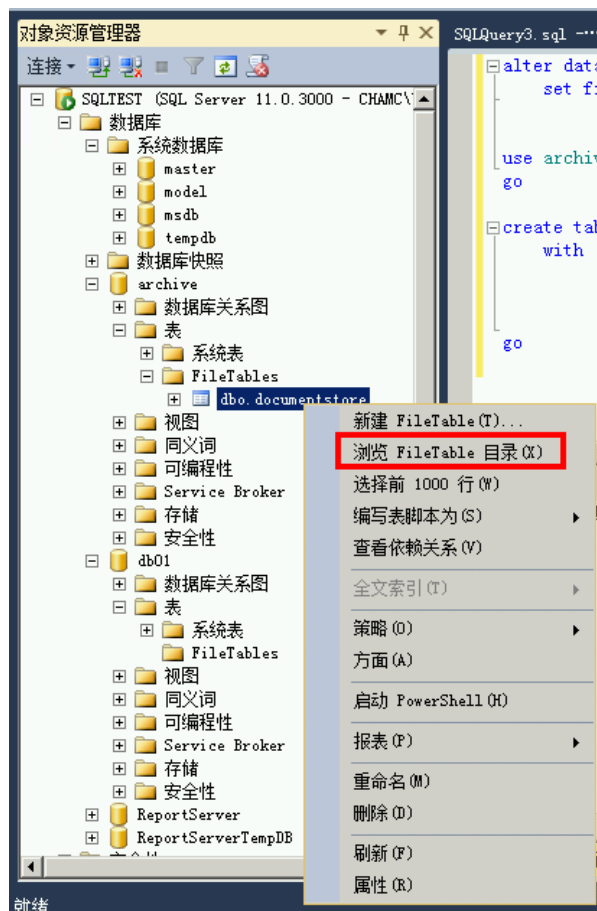 对象资源管理器
SQLQuery3.sql -
连接
SQLTEST (SQL Server 11.0.3000 - CHAMC\
数据库
系统数据库
master
model
msdb
tempdb
数据库快照
archive
数据库关系图
表
系统表
FileTables
dbo.documentstore
视图
同义词
可编程性
Service Broker
存储
安全性
db01
数据库关系图
表
系统表
FileTables
视图
同义词
可编程性
Service Broker
存储
安全性
ReportServer
ReportServerTempDB
就绪
alter data
set fi
use archiv
go
create tab
with
go
新建 FileTable(T)...
浏览 FileTable 目录(X)
选择前 1000 行(W)
编写表脚本为(S)
查看依赖关系(V)
全文索引(T)
策略(O)
方面(A)
启动 PowerShell(H)
报表(P)
重命名(M)
删除(D)
刷新(F)
属性(R)